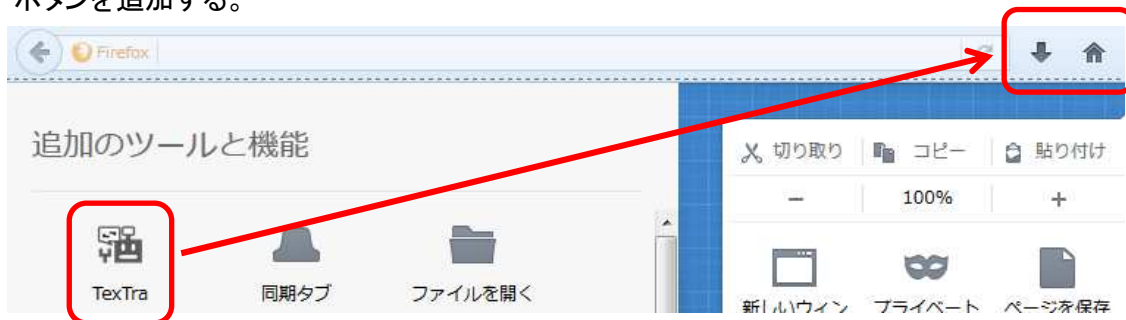 ボタンを追加する。
Firefox
追加のツールと機能
切り取り コピー 貼り付け
− 100% +
TexTra 同期タブ ファイルを開く
新しいウィン プライベート ページを保存